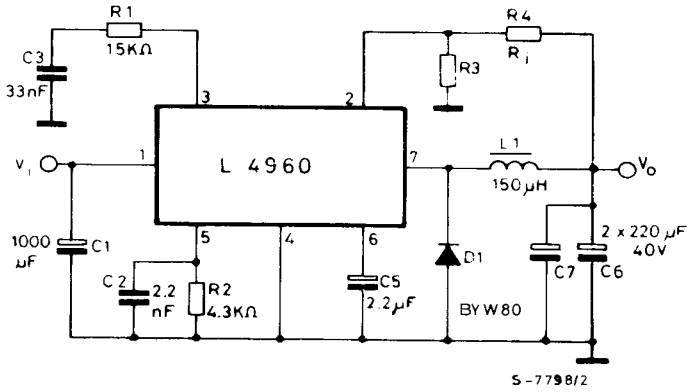 R1
15KΩ
C3
33nF
3
2
R4
Ri
R3
L 4960
1
7
Vi
Vo
L1
150µH
1000
µF
C1
5
4
6
C2
2.2
nF
R2
4.3KΩ
C5
2.2µF
D1
BYW80
C7
C6
2 x 220 µF
40V
S-7798/2